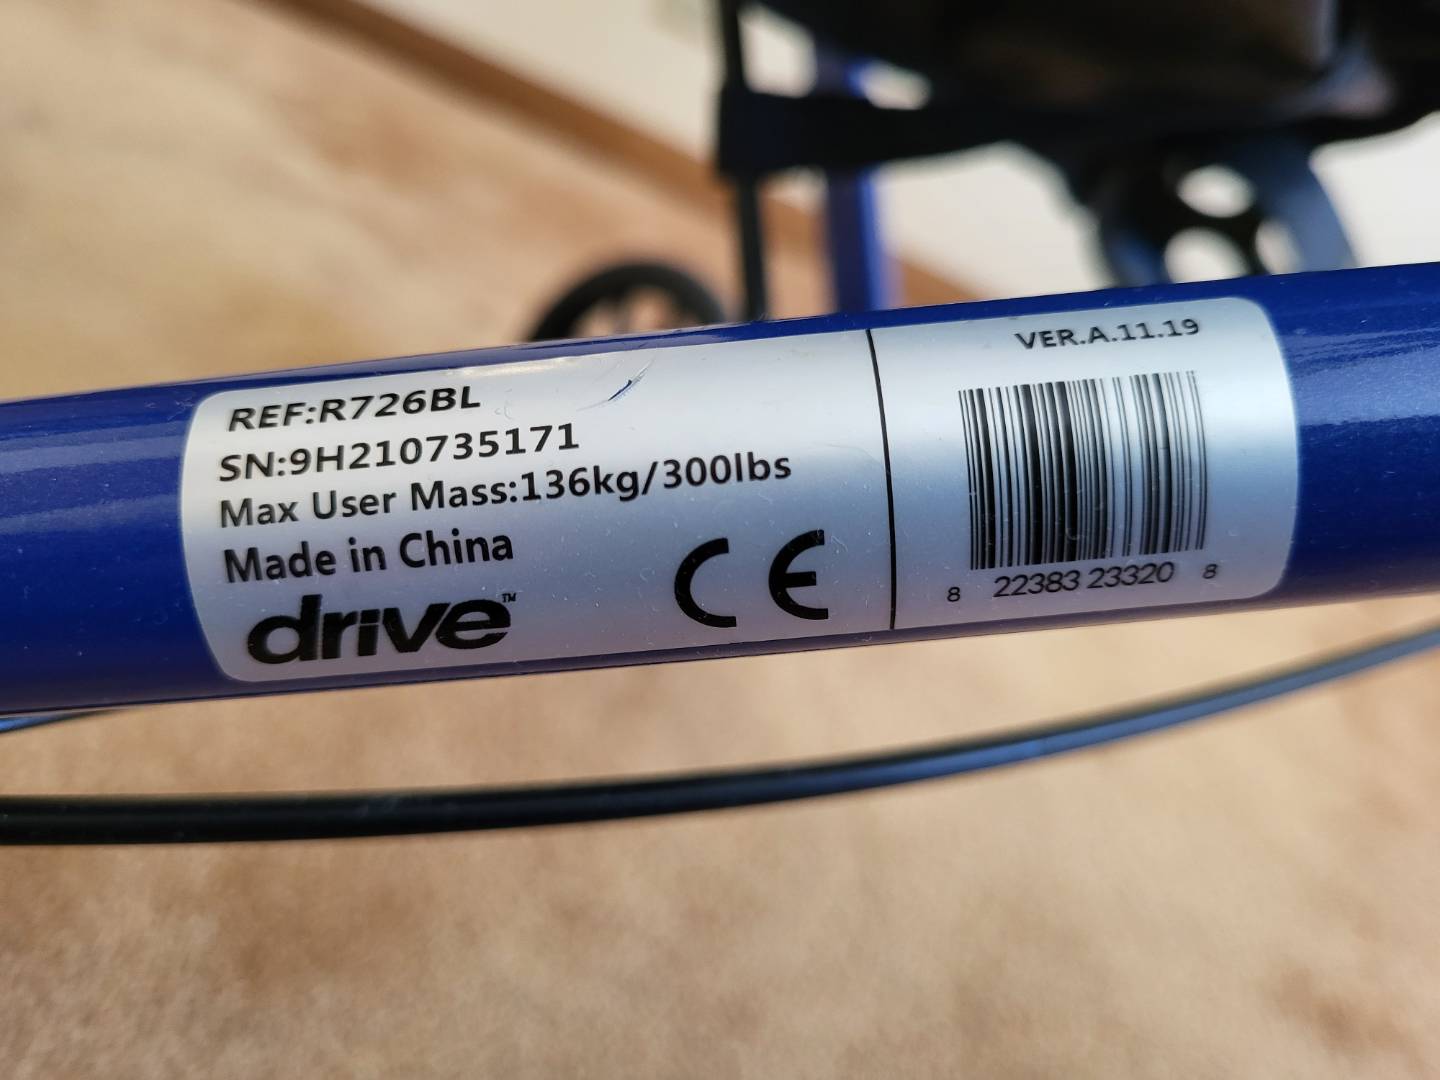 REF:R726BL
SN:9H210735171
Max User Mass:136kg/300lbs
Made in China
drive™
CE
VER.A.11.19
8 22383 23320 8